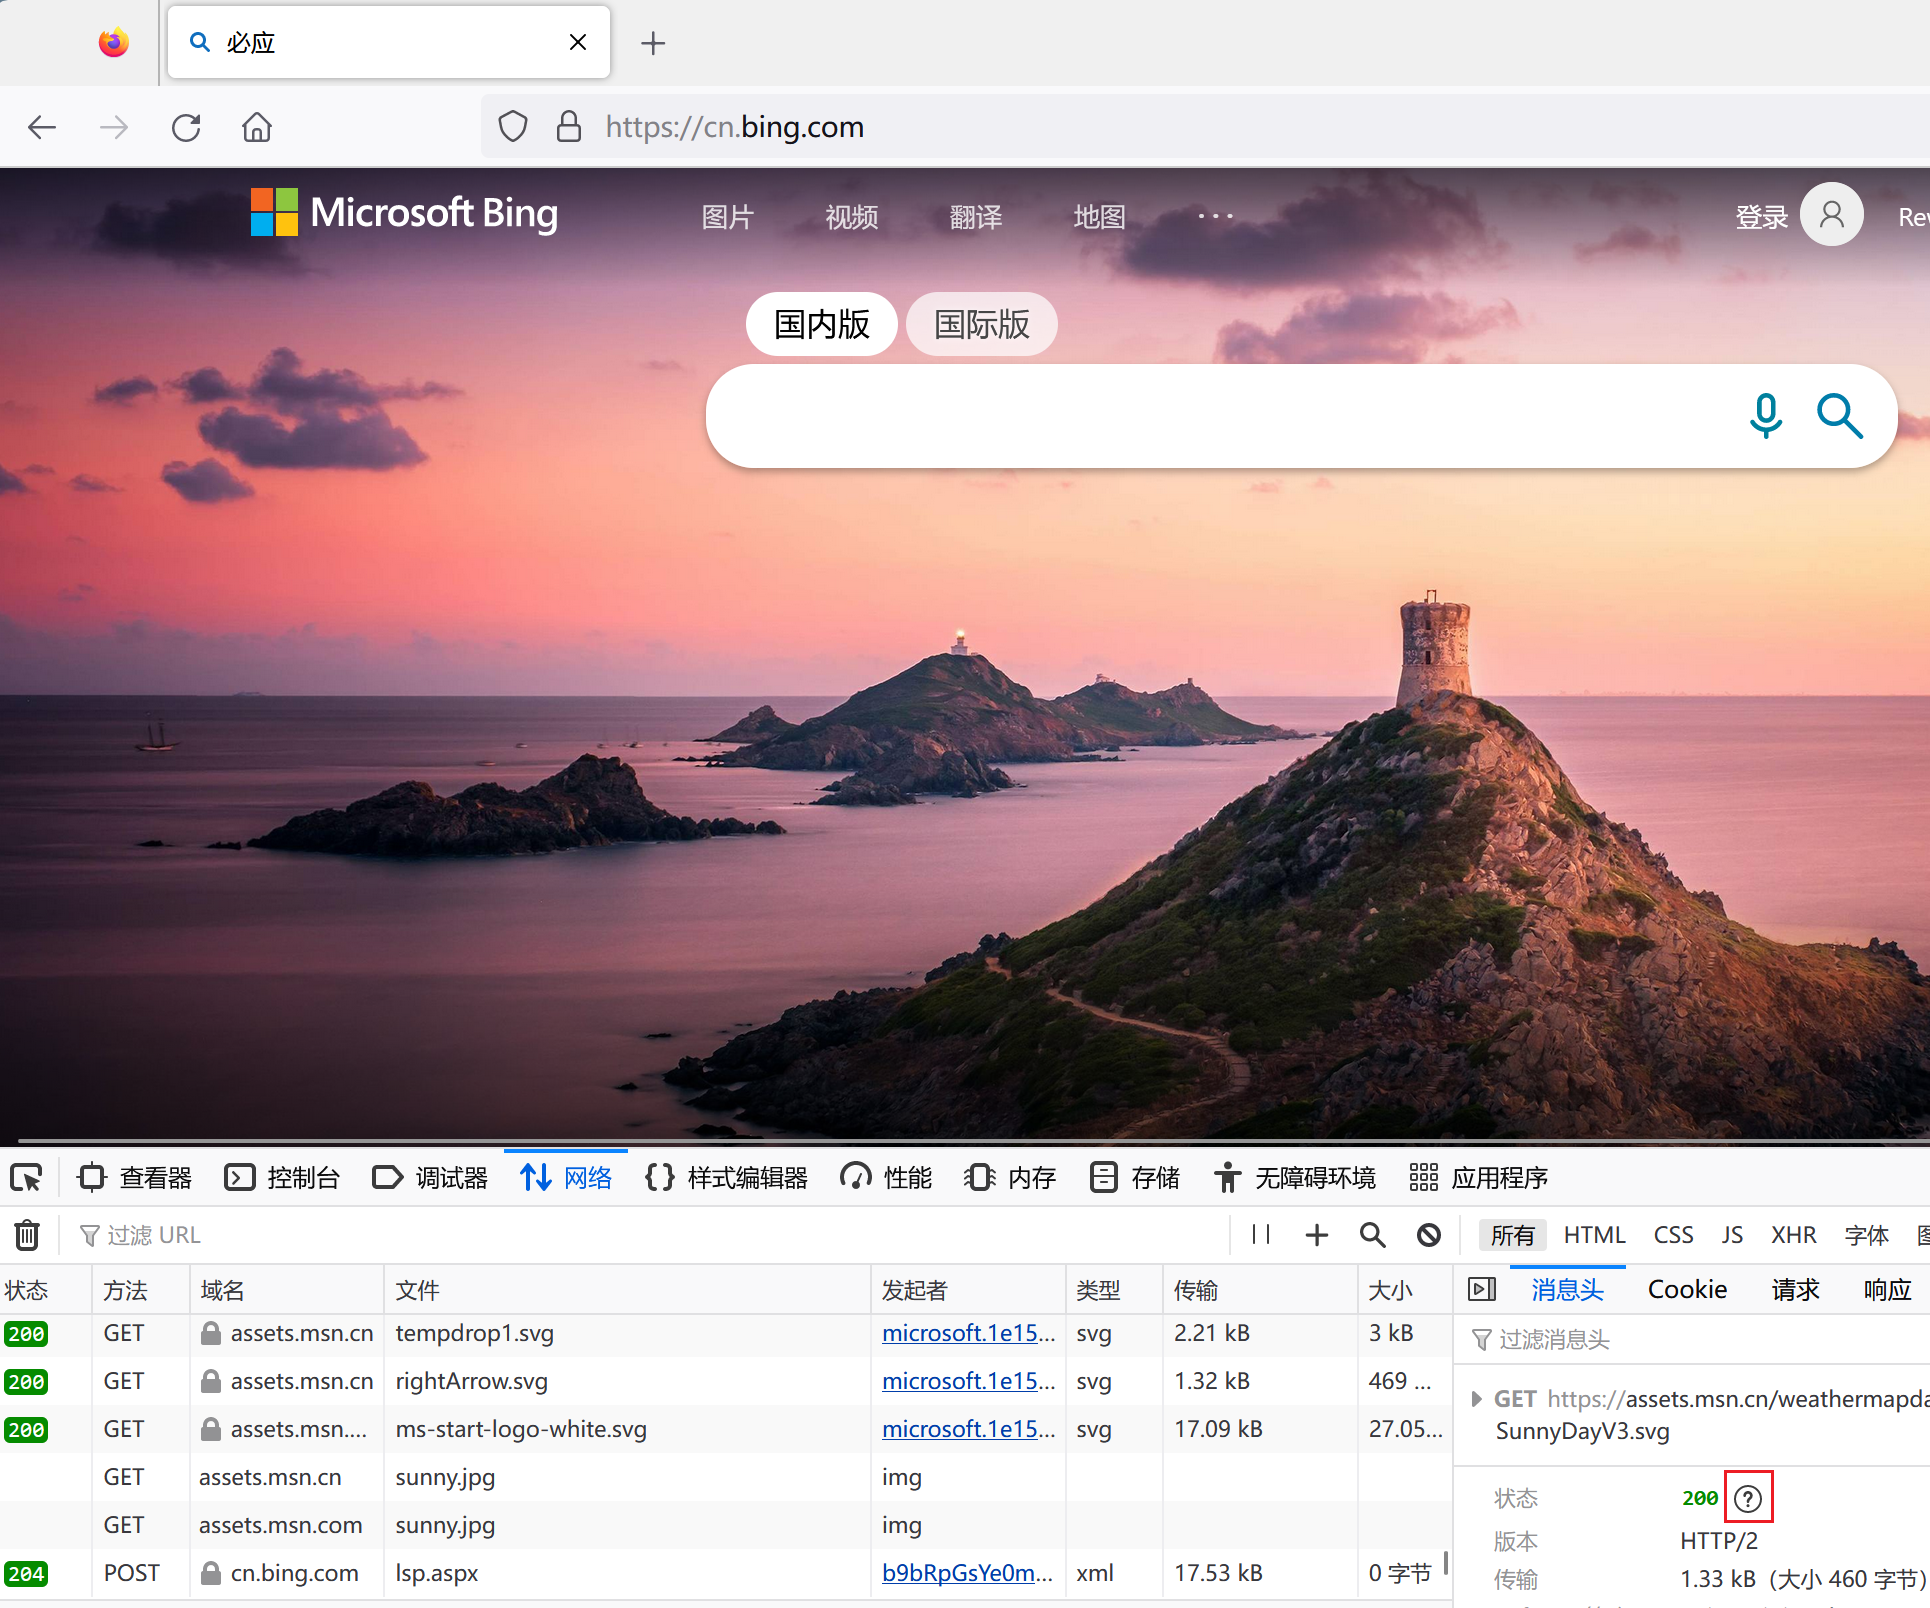 必应
https://cn.bing.com
Microsoft Bing
图片 视频 翻译 地图 ...
登录
国内版 国际版
查看器 控制台 调试器 网络 样式编辑器 性能 内存 存储 无障碍环境 应用程序
过滤 URL
所有 HTML CSS JS XHR 字体
状态 方法 域名 文件 发起者 类型 传输 大小
200 GET assets.msn.cn tempdrop1.svg microsoft.1e15... svg 2.21 kB 3 kB
200 GET assets.msn.cn rightArrow.svg microsoft.1e15... svg 1.32 kB 469 ...
200 GET assets.msn.... ms-start-logo-white.svg microsoft.1e15... svg 17.09 kB 27.05...
GET assets.msn.cn sunny.jpg img
GET assets.msn.com sunny.jpg img
204 POST cn.bing.com lsp.aspx b9bRpGsYe0m... xml 17.53 kB 0 字节
消息头 Cookie 请求 响应
过滤消息头
GET https://assets.msn.cn/weathermapda
SunnyDayV3.svg
状态 200 ?
版本 HTTP/2
传输 1.33 kB（大小 460 字节）